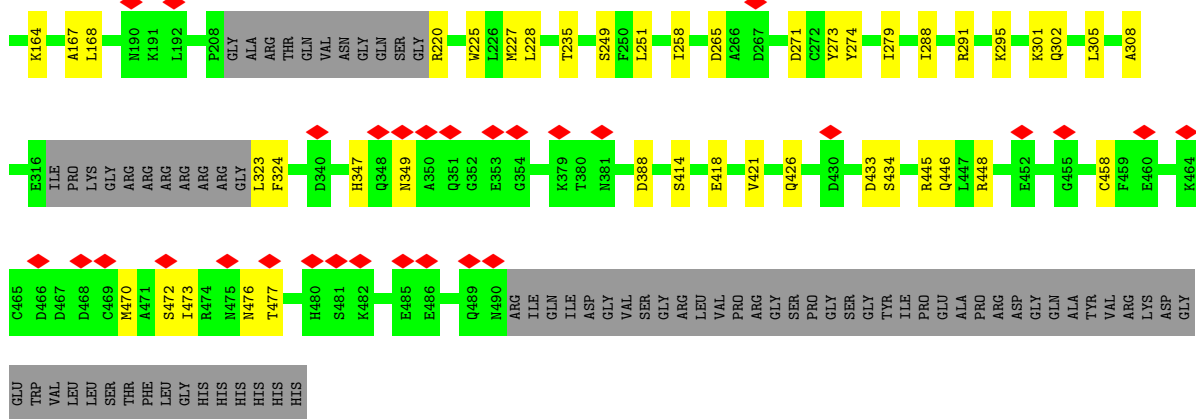 K164 A167 L168 N190 K191 L192 P208 GLY ALA ARG THR GLN VAL ASN GLY GLN SER GLY R220 W225 L226 M227 L228 T235 S249 F250 L251 I258 D265 A266 D267 D271 C272 Y273 Y274 I279 I288 R291 K295 K301 Q302 L305 A308
E316 ILE PRO LYS GLY ARG ARG ARG ARG ARG ARG GLY L323 F324 D340 H347 Q348 N349 A350 Q351 G352 E353 G354 K379 T380 N381 D388 S414 E418 V421 Q426 D430 D433 S434 R445 Q446 L447 R448 E452 G455 C458 F459 E460 K464
C465 D466 D467 D468 C469 M470 A471 S472 I473 R474 N475 N476 T477 H480 S481 K482 E485 E486 Q489 N490 ARG ILE GLN ILE ASP GLY VAL SER GLY ARG LEU VAL PRO ARG GLY SER PRO GLY SER GLY TYR ILE PRO GLU ALA PRO ARG ASP GLY GLN ALA TYR VAL ARG LYS ASP GLY
GLU TRP VAL LEU LEU SER THR PHE LEU GLY HIS HIS HIS HIS HIS HIS